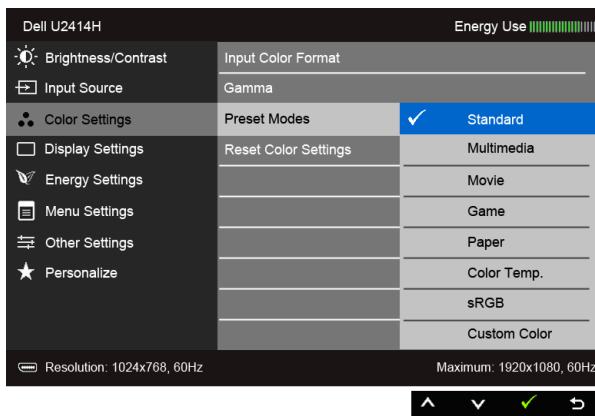 Dell U2414H Energy Use
Brightness/Contrast Input Color Format
Input Source Gamma
Color Settings Preset Modes Standard
Display Settings Reset Color Settings Multimedia
Energy Settings Movie
Menu Settings Game
Other Settings Paper
Personalize Color Temp.
sRGB
Custom Color
Resolution: 1024x768, 60Hz Maximum: 1920x1080, 60Hz